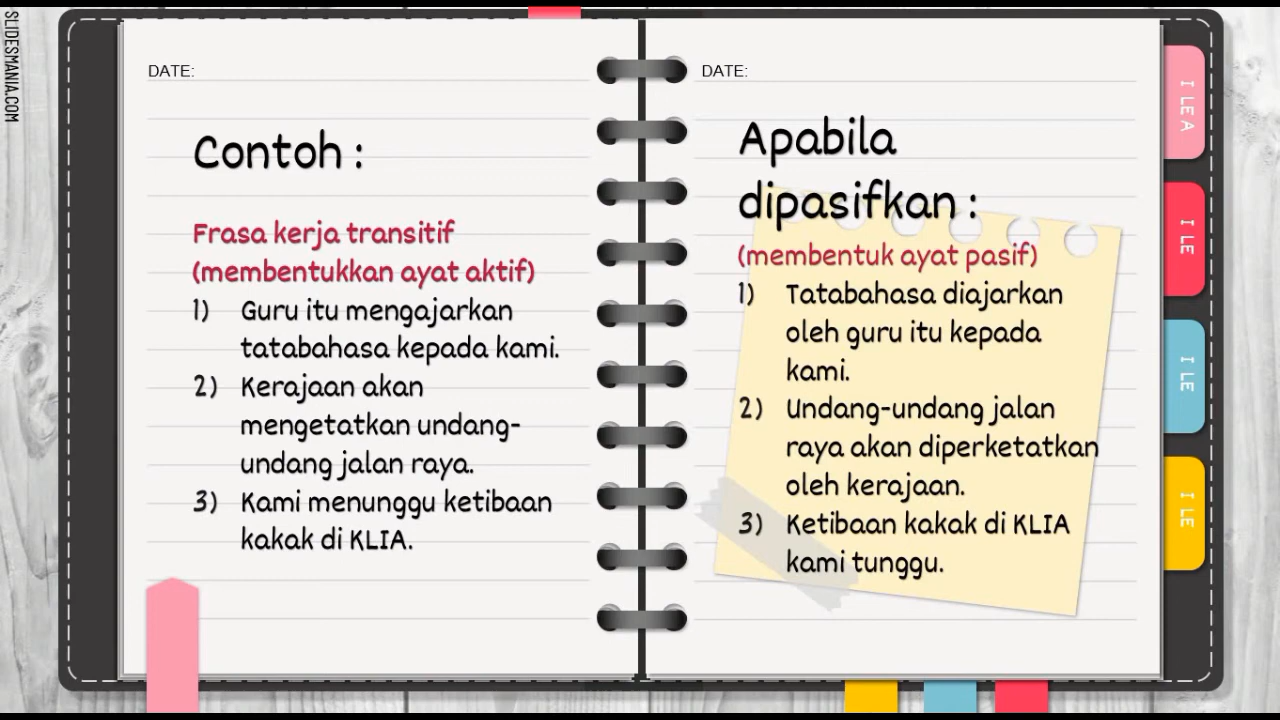 SLIDESMANIA.COM
DATE:
Contoh :
Frasa kerja transitif
(membentukkan ayat aktif)
1) Guru itu mengajarkan
tatabahasa kepada kami.
2) Kerajaan akan
mengetatkan undang-
undang jalan raya.
3) Kami menunggu ketibaan
kakak di KLIA.
DATE:
Apabila
dipasifkan :
(membentuk ayat pasif)
1) Tatabahasa diajarkan
oleh guru itu kepada
kami.
2) Undang-undang jalan
raya akan diperketatkan
oleh kerajaan.
3) Ketibaan kakak di KLIA
kami tunggu.
I LE A
I LE
I LE
I LE